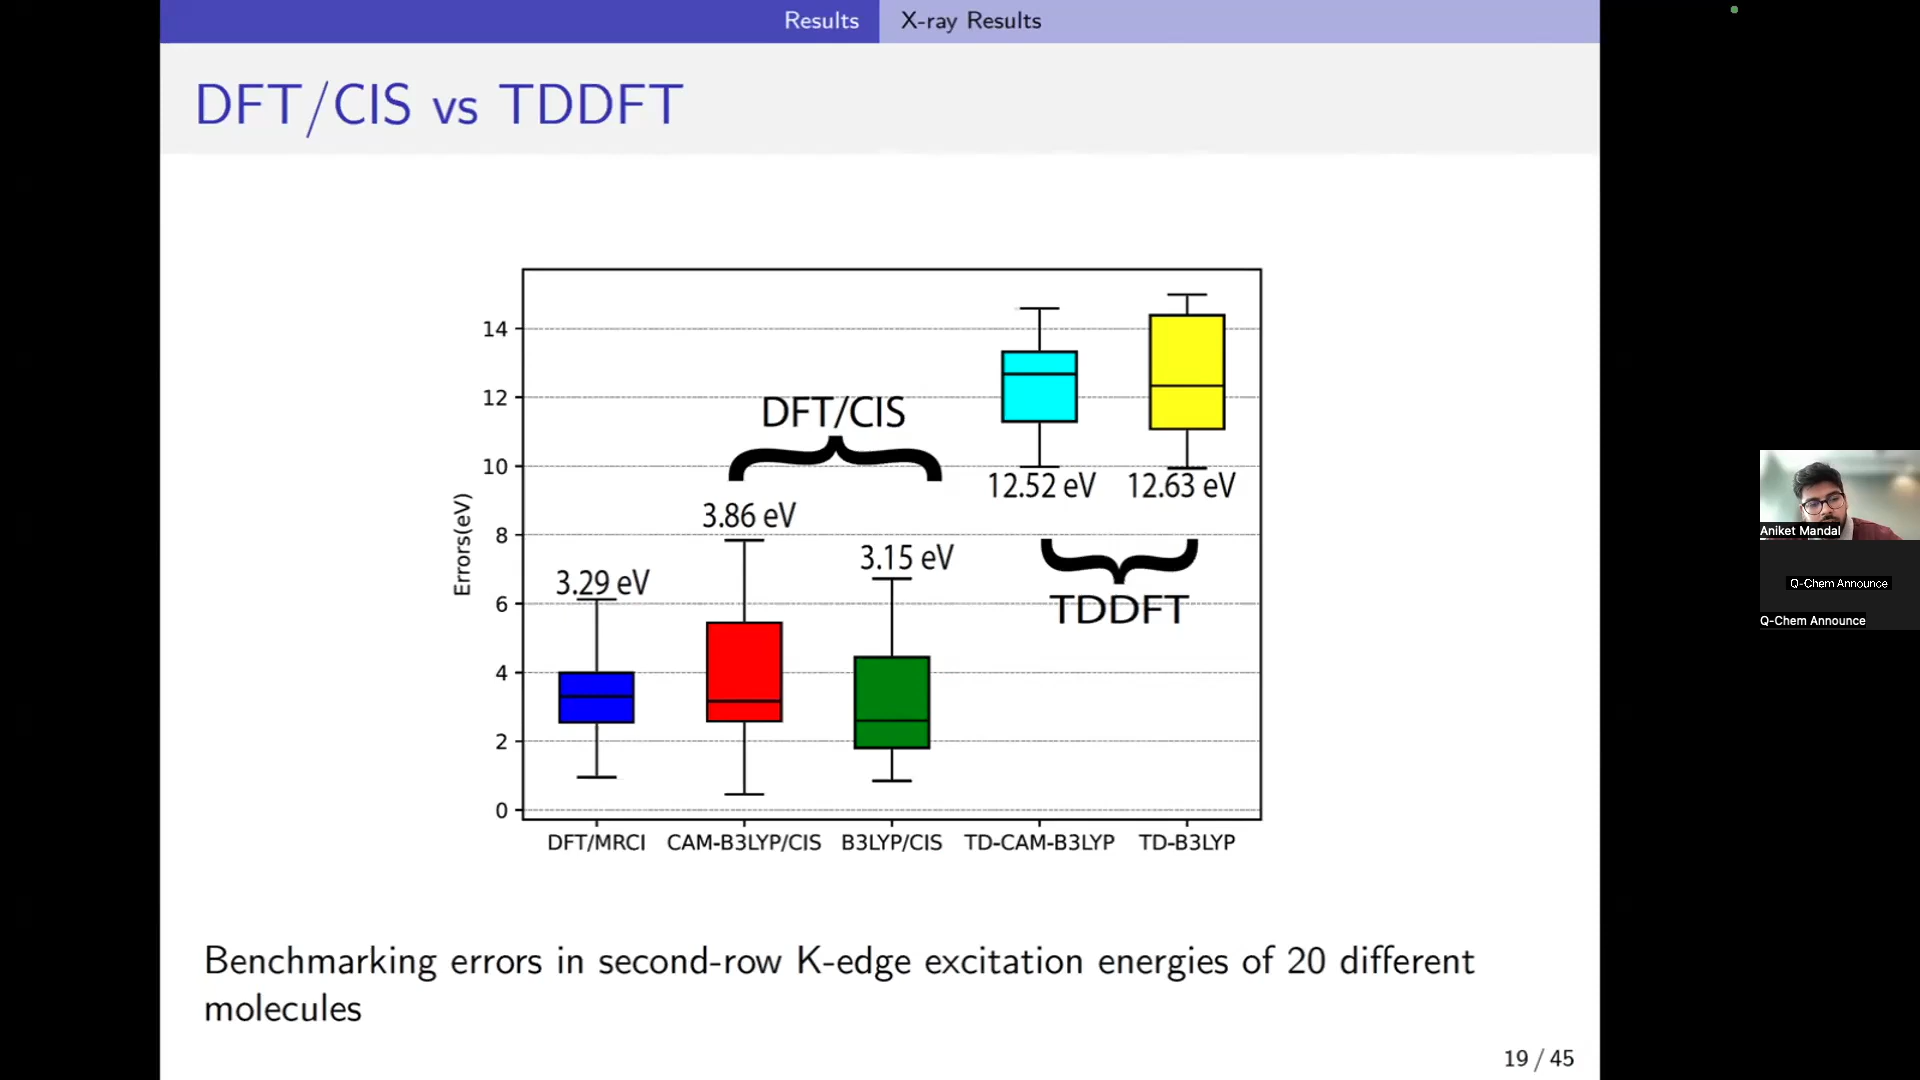 Results
X-ray Results
DFT/CIS vs TDDFT
14
12
10
8
6
4
2
0
Errors(eV)
DFT/CIS
3.29 eV
3.86 eV
3.15 eV
12.52 eV
12.63 eV
TDDFT
DFT/MRCI
CAM-B3LYP/CIS
B3LYP/CIS
TD-CAM-B3LYP
TD-B3LYP
Benchmarking errors in second-row K-edge excitation energies of 20 different
molecules
19 / 45
Aniket Mandal
Q-Chem Announce
Q-Chem Announce